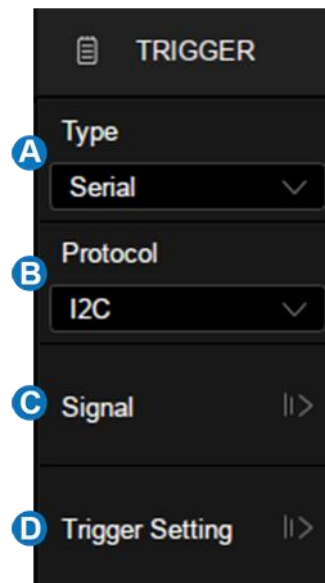 TRIGGER
A
Type
Serial
B
Protocol
I2C
C
Signal
D
Trigger Setting